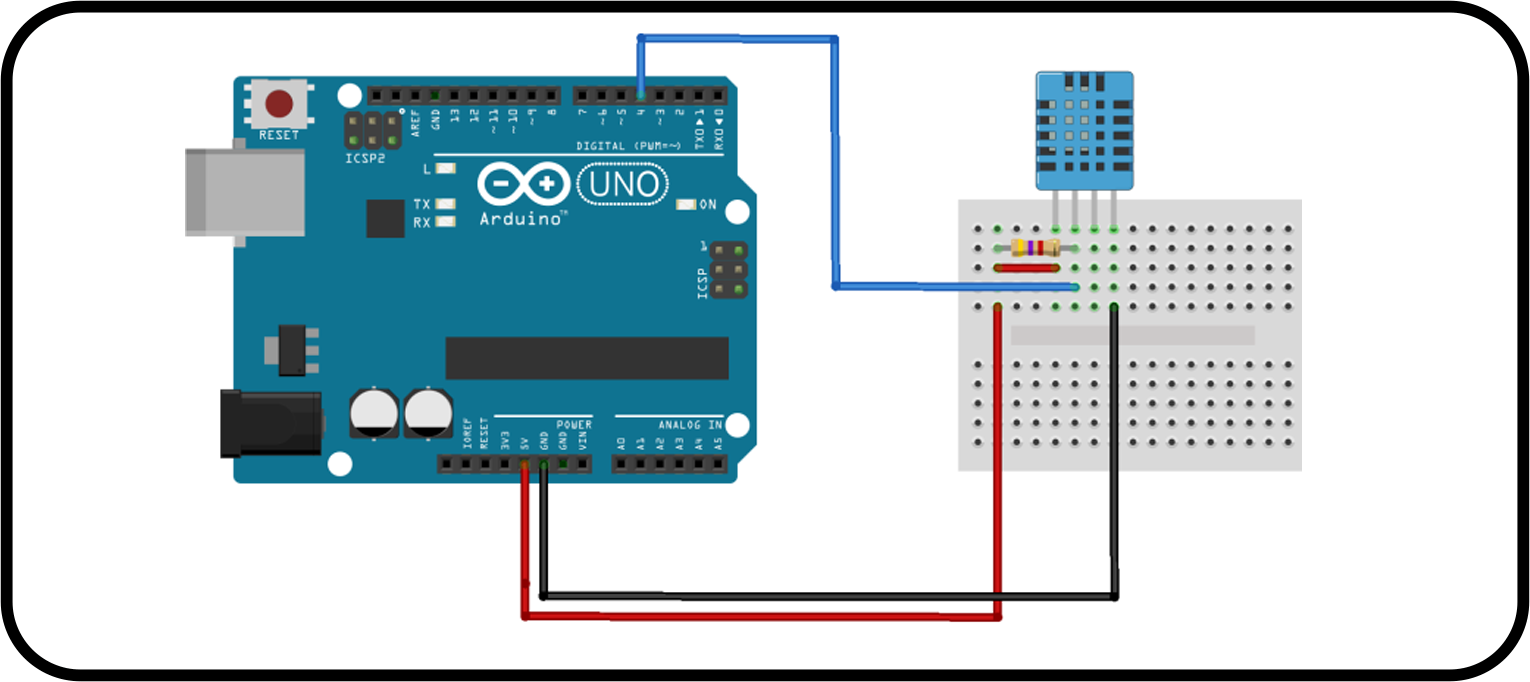 RESET
ICSP2
AREF
GND
13
12
~11
~10
~9
8
7
~6
~5
4
~3
2
TX0▶1
RX0◀0
DIGITAL (PWM=~)
L
TX
RX
UNO
Arduino™
ON
1
ICSP
POWER
ANALOG IN
IOREF
RESET
3V3
5V
GND
GND
VIN
A0
A1
A2
A3
A4
A5